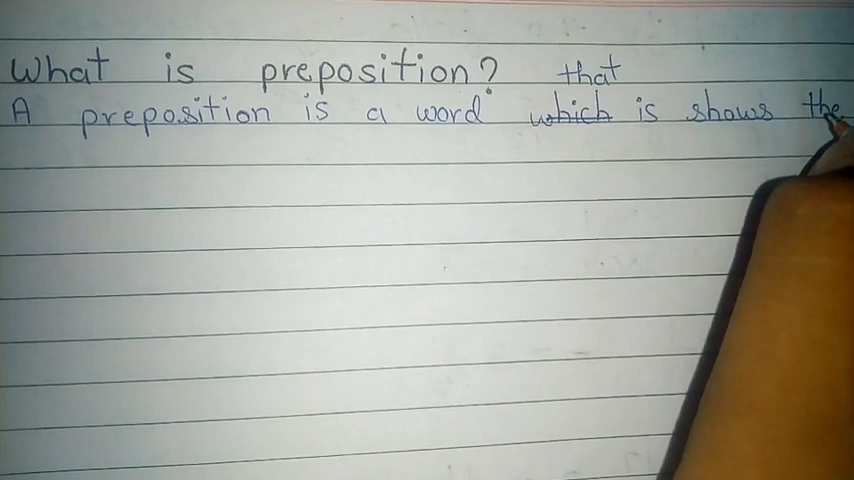 What is preposition?
that
A preposition is a word which is shows the